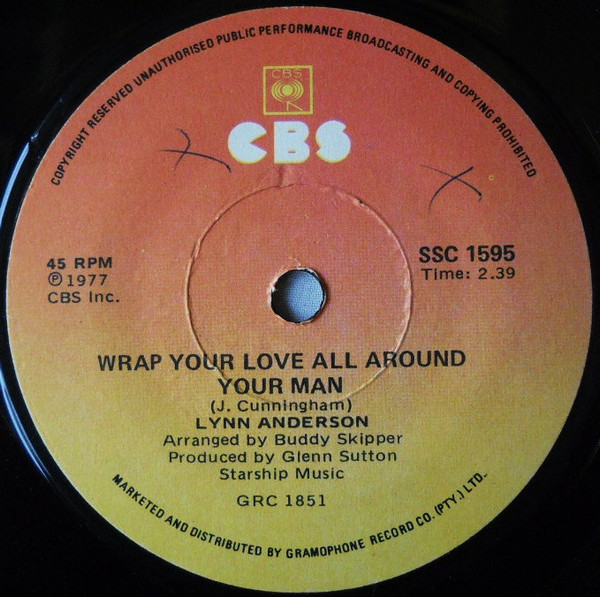 COPYRIGHT RESERVED UNAUTHORISED PUBLIC PERFORMANCE BROADCASTING AND COPYING PROHIBITED
CBS
CBS
45 RPM
Ⓟ 1977
CBS Inc.
SSC 1595
Time: 2.39
WRAP YOUR LOVE ALL AROUND
YOUR MAN
(J. Cunningham)
LYNN ANDERSON
Arranged by Buddy Skipper
Produced by Glenn Sutton
Starship Music
GRC 1851
MARKETED AND DISTRIBUTED BY GRAMOPHONE RECORD CO. (PTY.) LTD.